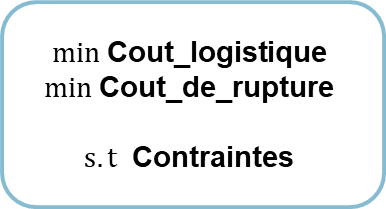 min Cout_logistique
min Cout_de_rupture
s.t Contraintes